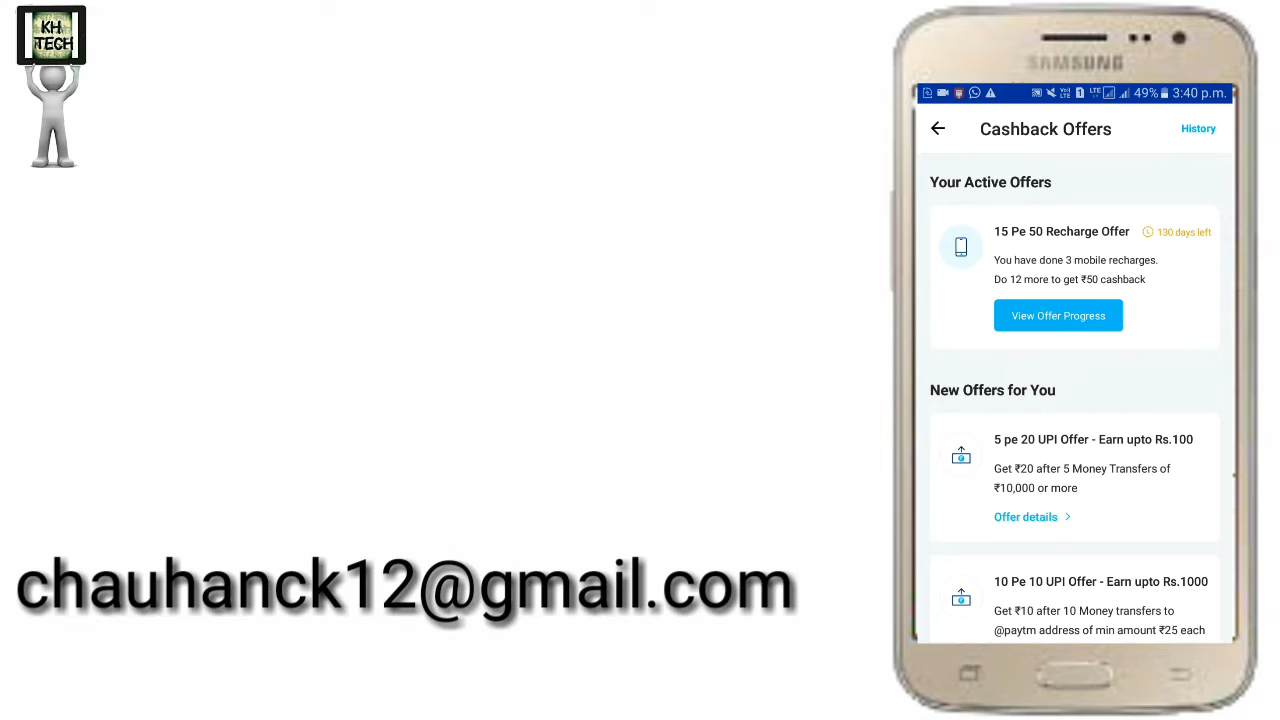 KH
TECH
SAMSUNG
49% 3:40 p.m.
Cashback Offers
History
Your Active Offers
15 Pe 50 Recharge Offer
130 days left
You have done 3 mobile recharges.
Do 12 more to get ₹50 cashback
View Offer Progress
New Offers for You
5 pe 20 UPI Offer - Earn upto Rs.100
Get ₹20 after 5 Money Transfers of
₹10,000 or more
Offer details
10 Pe 10 UPI Offer - Earn upto Rs.1000
Get ₹10 after 10 Money transfers to
@paytm address of min amount ₹25 each
chauhanck12@gmail.com